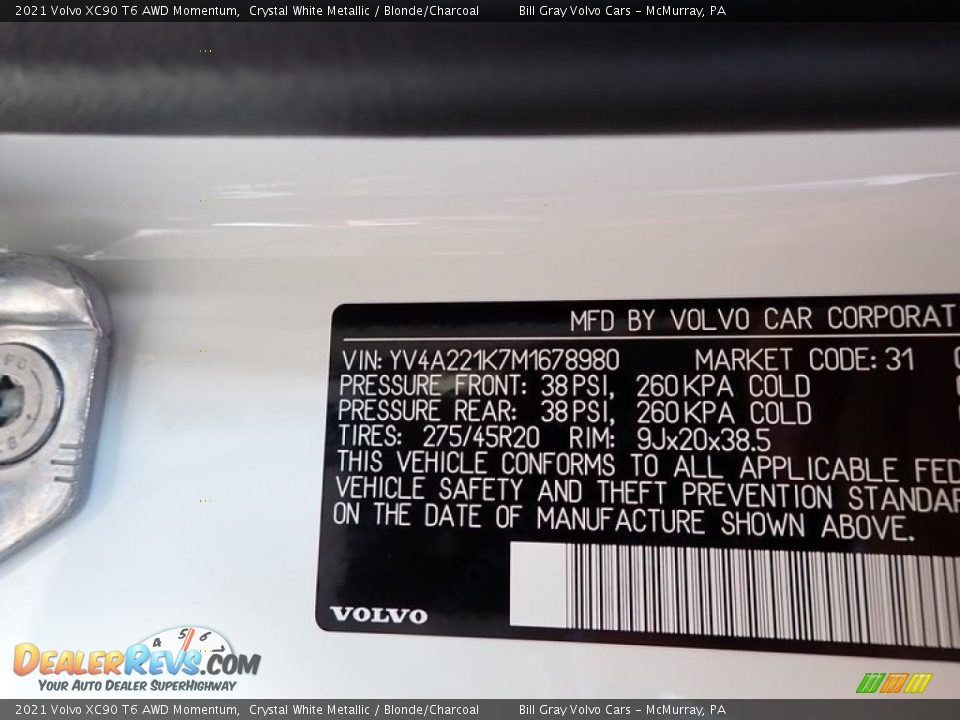 2021 Volvo XC90 T6 AWD Momentum, Crystal White Metallic / Blonde/Charcoal Bill Gray Volvo Cars - McMurray, PA
MFD BY VOLVO CAR CORPORAT
VIN: YV4A221K7M1678980 MARKET CODE: 31
PRESSURE FRONT: 38 PSI, 260 KPA COLD
PRESSURE REAR: 38 PSI, 260 KPA COLD
TIRES: 275/45R20 RIM: 9Jx20x38.5
THIS VEHICLE CONFORMS TO ALL APPLICABLE FED
VEHICLE SAFETY AND THEFT PREVENTION STANDAR
ON THE DATE OF MANUFACTURE SHOWN ABOVE.
VOLVO
4 5 6
DEALERREVS.COM
YOUR AUTO DEALER SUPERHIGHWAY
2021 Volvo XC90 T6 AWD Momentum, Crystal White Metallic / Blonde/Charcoal Bill Gray Volvo Cars - McMurray, PA